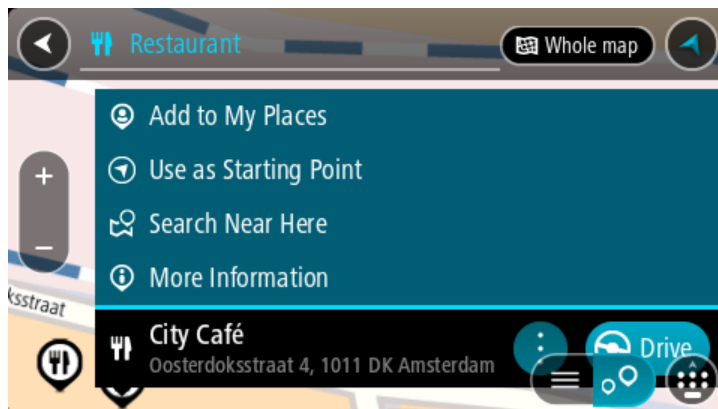 Restaurant
Whole map
Add to My Places
Use as Starting Point
Search Near Here
More Information
ksstraat
City Café
Drive
Oosterdoksstraat 4, 1011 DK Amsterdam